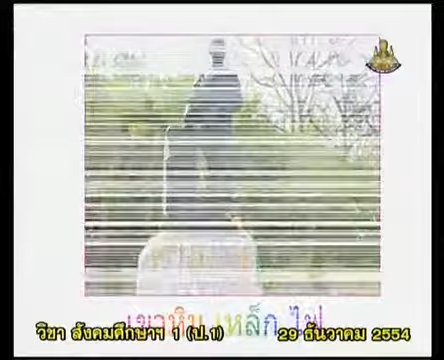 เขาหิน เหล็ก ไฟ
วิชา สังคมศึกษาฯ 1 (ป.1) 29 ธันวาคม 2554